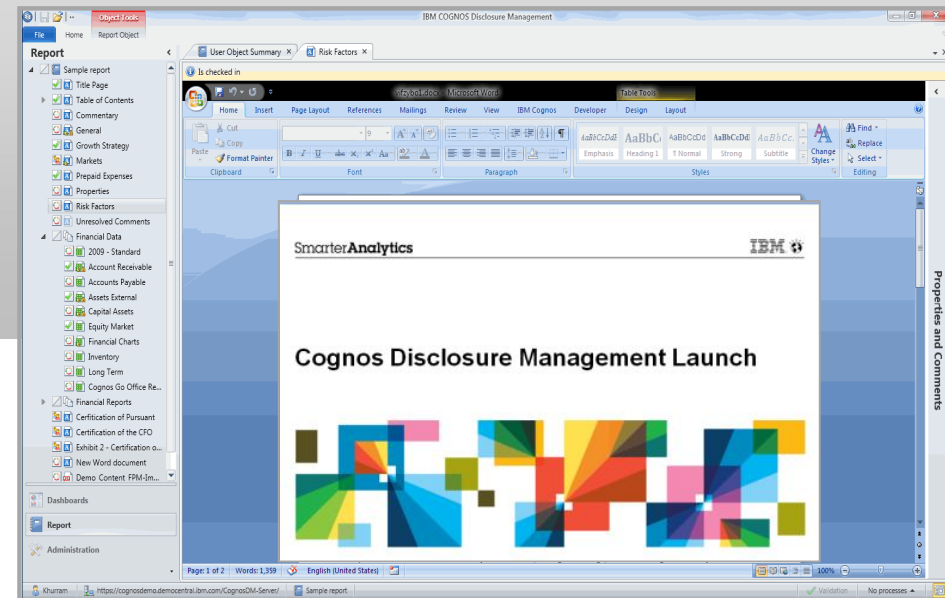 IBM COGNOS Disclosure Management
Object Tools
File
Home
Report Object
Report
User Object Summary
Risk Factors
Is checked in
Sample report
Title Page
Table of Contents
Commentary
General
Growth Strategy
Markets
Prepaid Expenses
Properties
Risk Factors
Unresolved Comments
Financial Data
2009 - Standard
Account Receivable
Accounts Payable
Assets External
Capital Assets
Equity Market
Financial Charts
Inventory
Long Term
Cognos Go Office Re...
Financial Reports
Cerfitication of Pursuant
Certification of the CFO
Exhibit 2 - Certification o...
New Word document
Demo Content FPM-Im...
Dashboards
Report
Administration
Microsoft Word
Table Tools
Home Insert Page Layout References Mailings Review View IBM Cognos Developer Design Layout
Paste
Cut
Copy
Format Painter
Clipboard
9
Font
Paragraph
AaBbCcDdE AaBbC AaBbCcDd AaBbCcDdE AaBbCc.
Emphasis Heading 1 ¶ Normal Strong Subtitle
Change Styles
Styles
Find
Replace
Select
Editing
SmarterAnalytics
IBM
Cognos Disclosure Management Launch
Properties and Comments
Page: 1 of 2 Words: 1,359 English (United States) 100%
Khurram https://cognosdemo.democentral.ibm.com/CognosDM-Server/ Sample report Validation No processes